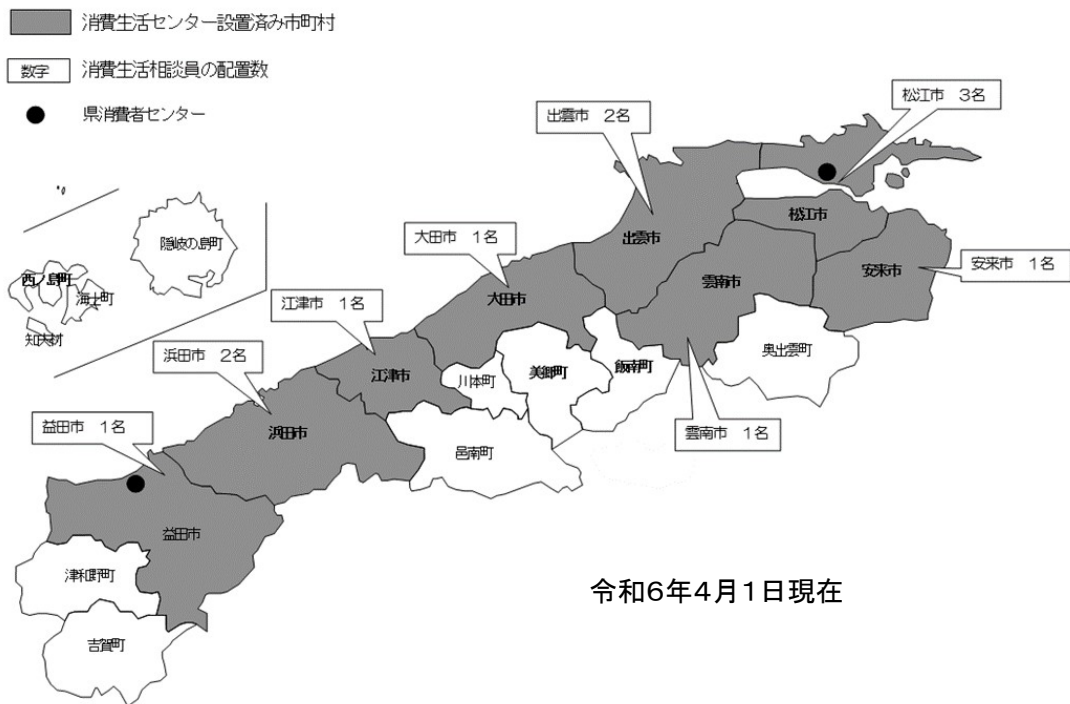 消費生活センター設置済み市町村
数字 消費生活相談員の配置数
県消費者センター
松江市 3名
出雲市 2名
隠岐の島町
松江市
大田市 1名
出雲市
西ノ島町
安来市
安来市 1名
雲南市
海士町
江津市 1名
大田市
知夫村
浜田市 2名
奥出雲町
江津市
川本町
美郷町
飯南町
益田市 1名
浜田市
雲南市 1名
邑南町
益田市
津和野町
令和6年4月1日現在
吉賀町